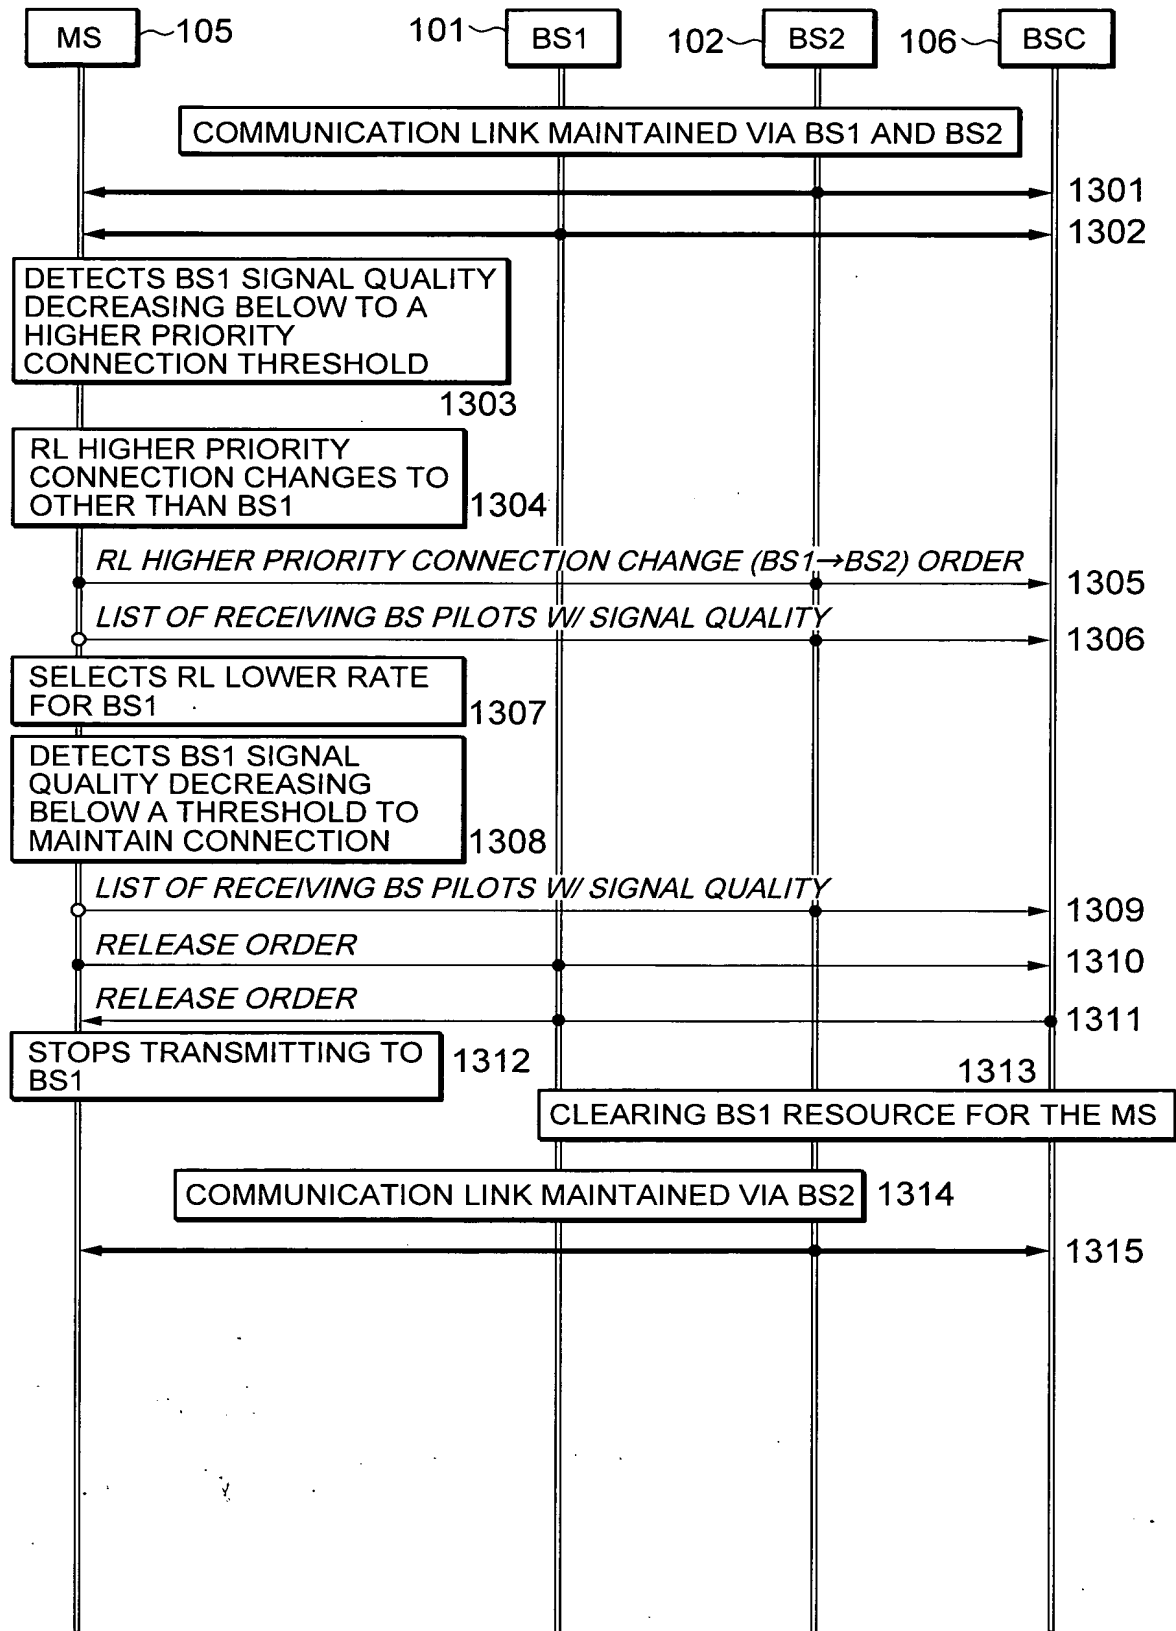 MS
105
101
BS1
102
BS2
106
BSC
COMMUNICATION LINK MAINTAINED VIA BS1 AND BS2
1301
1302
DETECTS BS1 SIGNAL QUALITY
DECREASING BELOW TO A
HIGHER PRIORITY
CONNECTION THRESHOLD
1303
RL HIGHER PRIORITY
CONNECTION CHANGES TO
OTHER THAN BS1
1304
RL HIGHER PRIORITY CONNECTION CHANGE (BS1→BS2) ORDER
1305
LIST OF RECEIVING BS PILOTS W/ SIGNAL QUALITY
1306
SELECTS RL LOWER RATE
FOR BS1
1307
DETECTS BS1 SIGNAL
QUALITY DECREASING
BELOW A THRESHOLD TO
MAINTAIN CONNECTION
1308
LIST OF RECEIVING BS PILOTS W/ SIGNAL QUALITY
1309
RELEASE ORDER
1310
RELEASE ORDER
1311
STOPS TRANSMITTING TO
BS1
1312
1313
CLEARING BS1 RESOURCE FOR THE MS
COMMUNICATION LINK MAINTAINED VIA BS2
1314
1315